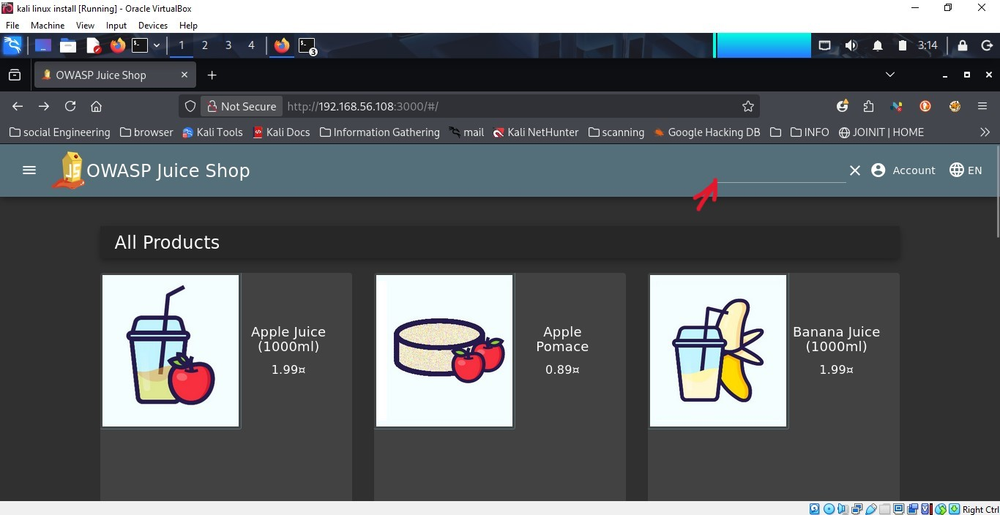 kali linux install [Running] - Oracle VirtualBox
File Machine View Input Devices Help
1 2 3 4 3 3:14
OWASP Juice Shop
Not Secure http://192.168.56.108:3000/#/
social Engineering browser Kali Tools Kali Docs Information Gathering mail Kali NetHunter scanning Google Hacking DB INFO JOINIT | HOME
JS OWASP Juice Shop Account EN
All Products
Apple Juice
(1000ml)
1.99¤
Apple
Pomace
0.89¤
Banana Juice
(1000ml)
1.99¤
Right Ctrl